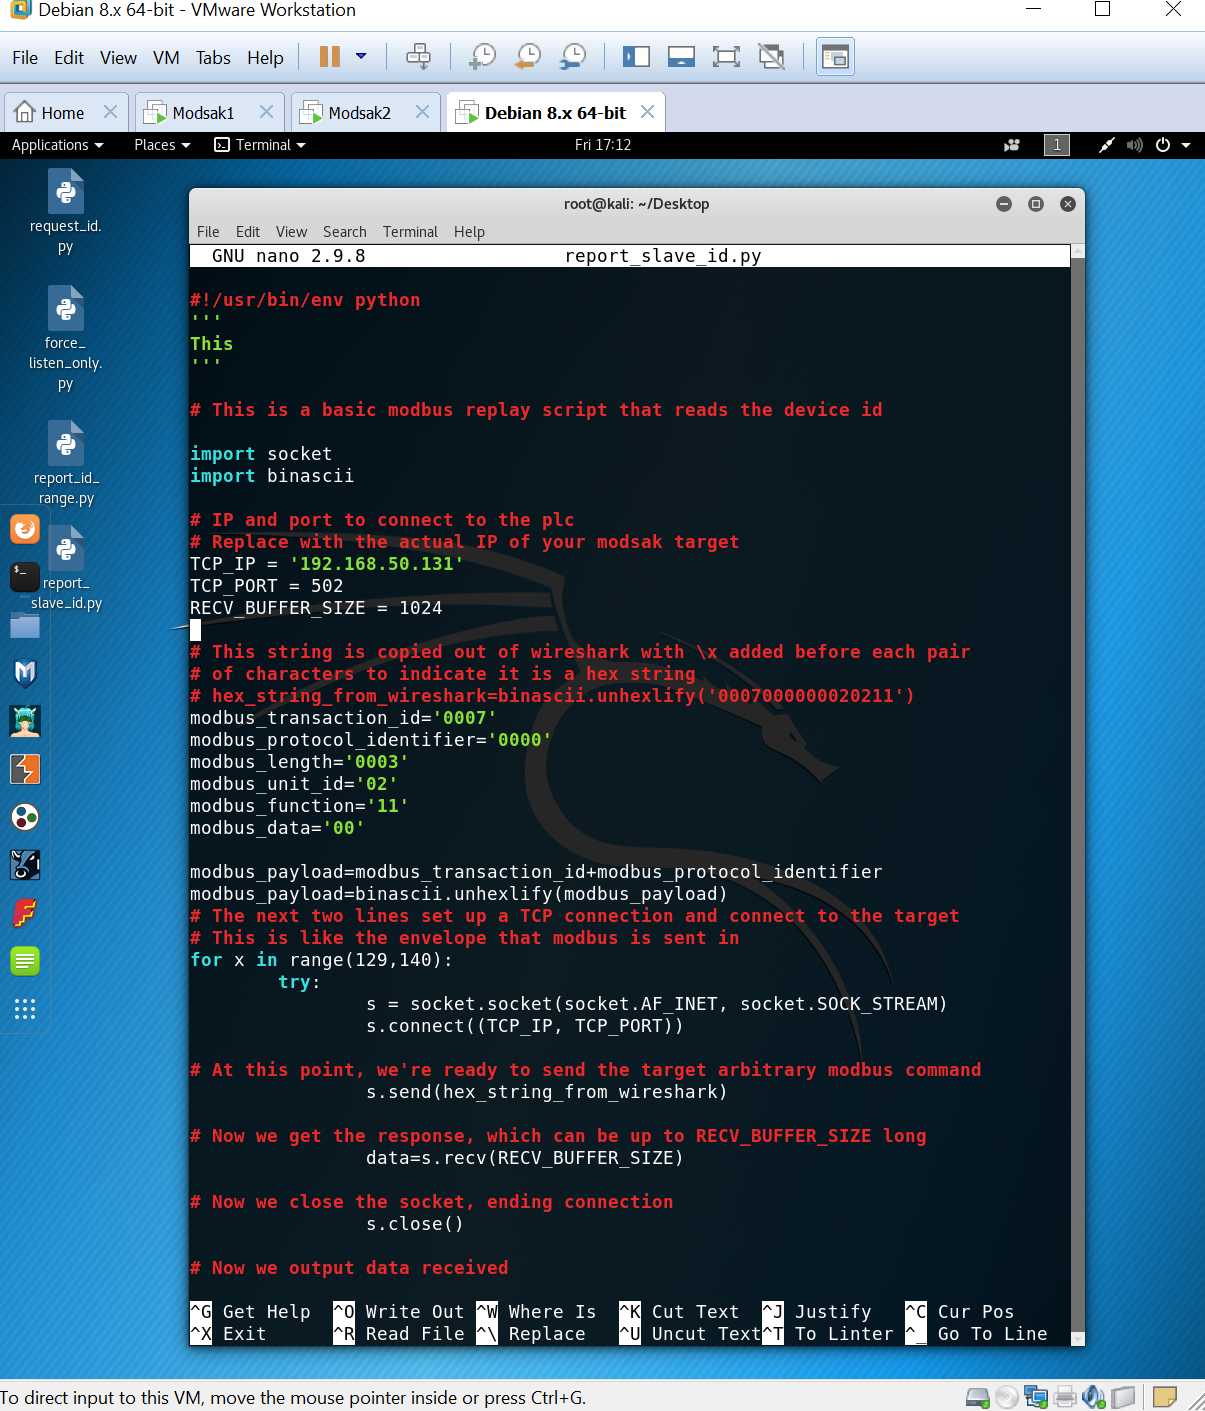 Debian 8.x 64-bit - VMware Workstation
File Edit View VM Tabs Help
Home Modsak1 Modsak2 Debian 8.x 64-bit
Applications Places Terminal Fri 17:12 1
request_id.
py
force_
listen_only.
py
report_id_
range.py
report_
slave_id.py
root@kali: ~/Desktop
File Edit View Search Terminal Help
GNU nano 2.9.8 report_slave_id.py
#!/usr/bin/env python
'''
This
'''
# This is a basic modbus replay script that reads the device id
import socket
import binascii
# IP and port to connect to the plc
# Replace with the actual IP of your modsak target
TCP_IP = '192.168.50.131'
TCP_PORT = 502
RECV_BUFFER_SIZE = 1024
# This string is copied out of wireshark with \x added before each pair
# of characters to indicate it is a hex string
# hex_string_from_wireshark=binascii.unhexlify('0007000000020211')
modbus_transaction_id='0007'
modbus_protocol_identifier='0000'
modbus_length='0003'
modbus_unit_id='02'
modbus_function='11'
modbus_data='00'
modbus_payload=modbus_transaction_id+modbus_protocol_identifier
modbus_payload=binascii.unhexlify(modbus_payload)
# The next two lines set up a TCP connection and connect to the target
# This is like the envelope that modbus is sent in
for x in range(129,140):
try:
s = socket.socket(socket.AF_INET, socket.SOCK_STREAM)
s.connect((TCP_IP, TCP_PORT))
# At this point, we're ready to send the target arbitrary modbus command
s.send(hex_string_from_wireshark)
# Now we get the response, which can be up to RECV_BUFFER_SIZE long
data=s.recv(RECV_BUFFER_SIZE)
# Now we close the socket, ending connection
s.close()
# Now we output data received
^G Get Help ^O Write Out ^W Where Is ^K Cut Text ^J Justify ^C Cur Pos
^X Exit ^R Read File ^\ Replace ^U Uncut Text ^T To Linter ^_ Go To Line
To direct input to this VM, move the mouse pointer inside or press Ctrl+G.